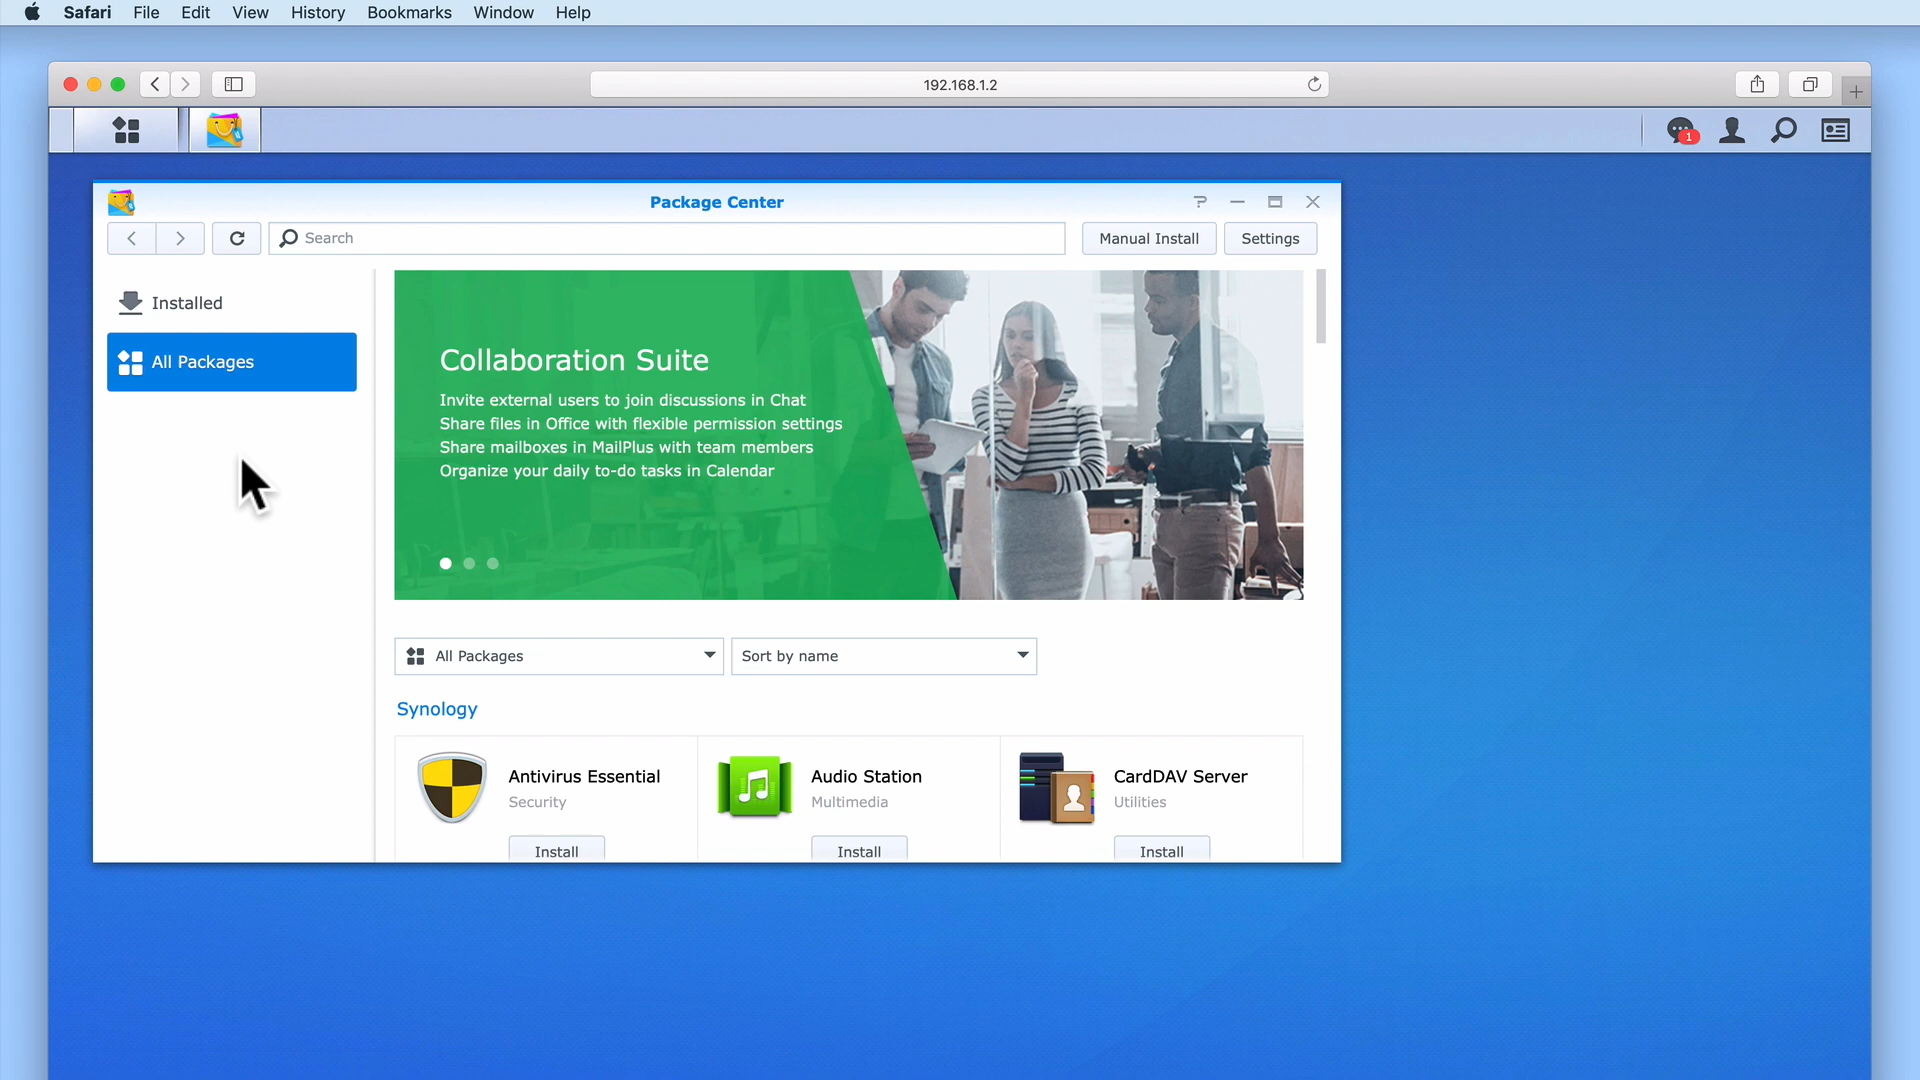 Safari File Edit View History Bookmarks Window Help
192.168.1.2
1
Package Center
Search
Manual Install
Settings
Installed
All Packages
Collaboration Suite
Invite external users to join discussions in Chat
Share files in Office with flexible permission settings
Share mailboxes in MailPlus with team members
Organize your daily to-do tasks in Calendar
All Packages
Sort by name
Synology
Antivirus Essential
Security
Install
Audio Station
Multimedia
Install
CardDAV Server
Utilities
Install